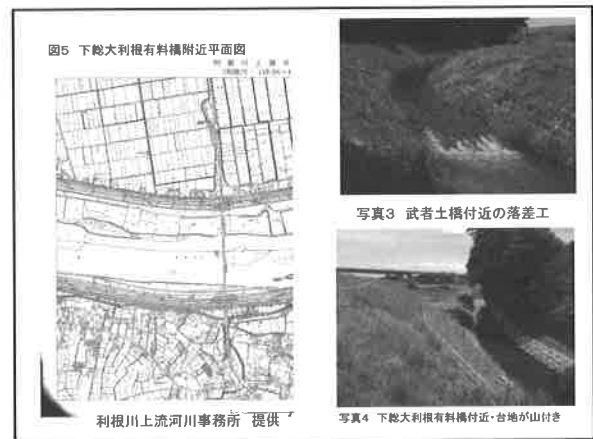 図5 下総大利根有料橋附近平面図
利根川上流河川事務所 提供
写真3 武者土橋付近の落差工
写真4 下総大利根有料橋付近・台地が山付き